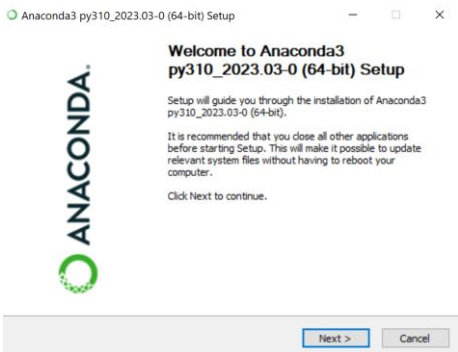 Anaconda3 py310_2023.03-0 (64-bit) Setup
Welcome to Anaconda3
py310_2023.03-0 (64-bit) Setup
Setup will guide you through the installation of Anaconda3
py310_2023.03-0 (64-bit).
It is recommended that you close all other applications
before starting Setup. This will make it possible to update
relevant system files without having to reboot your
computer.
Click Next to continue.
ANACONDA.
Next >
Cancel